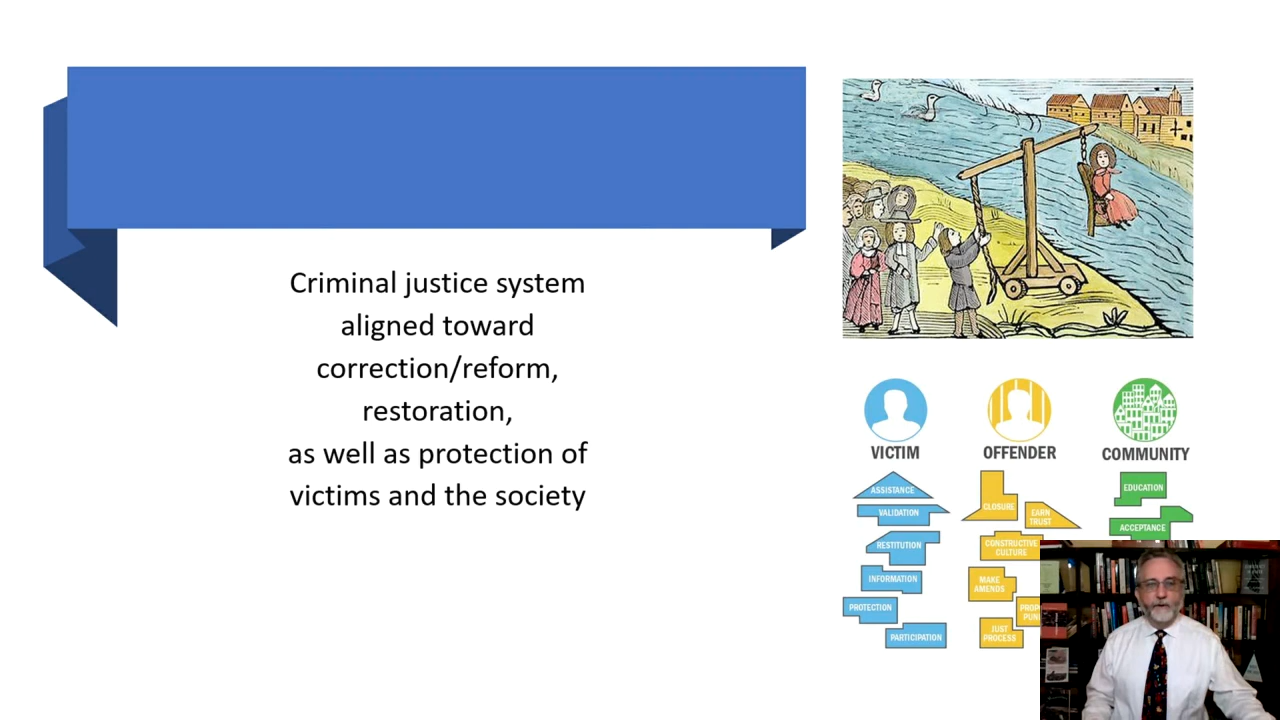 Criminal justice system
aligned toward
correction/reform,
restoration,
as well as protection of
victims and the society
VICTIM
ASSISTANCE
VALIDATION
RESTITUTION
INFORMATION
PROTECTION
PARTICIPATION
OFFENDER
CLOSURE
EARN
TRUST
CONSTRUCTIVE
CULTURE
MAKE
AMENDS
JUST
PROCESS
COMMUNITY
EDUCATION
ACCEPTANCE